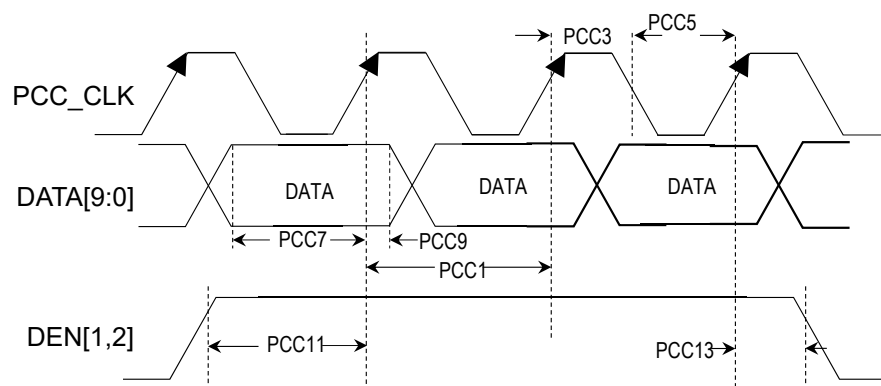 PCC3 PCC5
PCC_CLK
DATA[9:0] DATA DATA DATA
PCC7 PCC9
PCC1
DEN[1,2]
PCC11 PCC13